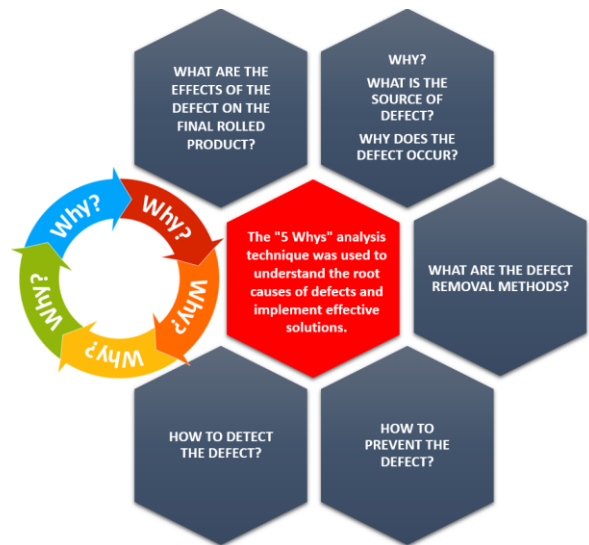 WHAT ARE THE
EFFECTS OF THE
DEFECT ON THE
FINAL ROLLED
PRODUCT?
WHY?
WHAT IS THE
SOURCE OF
DEFECT?
WHY DOES THE
DEFECT OCCUR?
Why?
Why?
Why?
Why?
Why?
The "5 Whys" analysis
technique was used to
understand the root
causes of defects and
implement effective
solutions.
WHAT ARE THE DEFECT
REMOVAL METHODS?
HOW TO DETECT
THE DEFECT?
HOW TO
PREVENT THE
DEFECT?